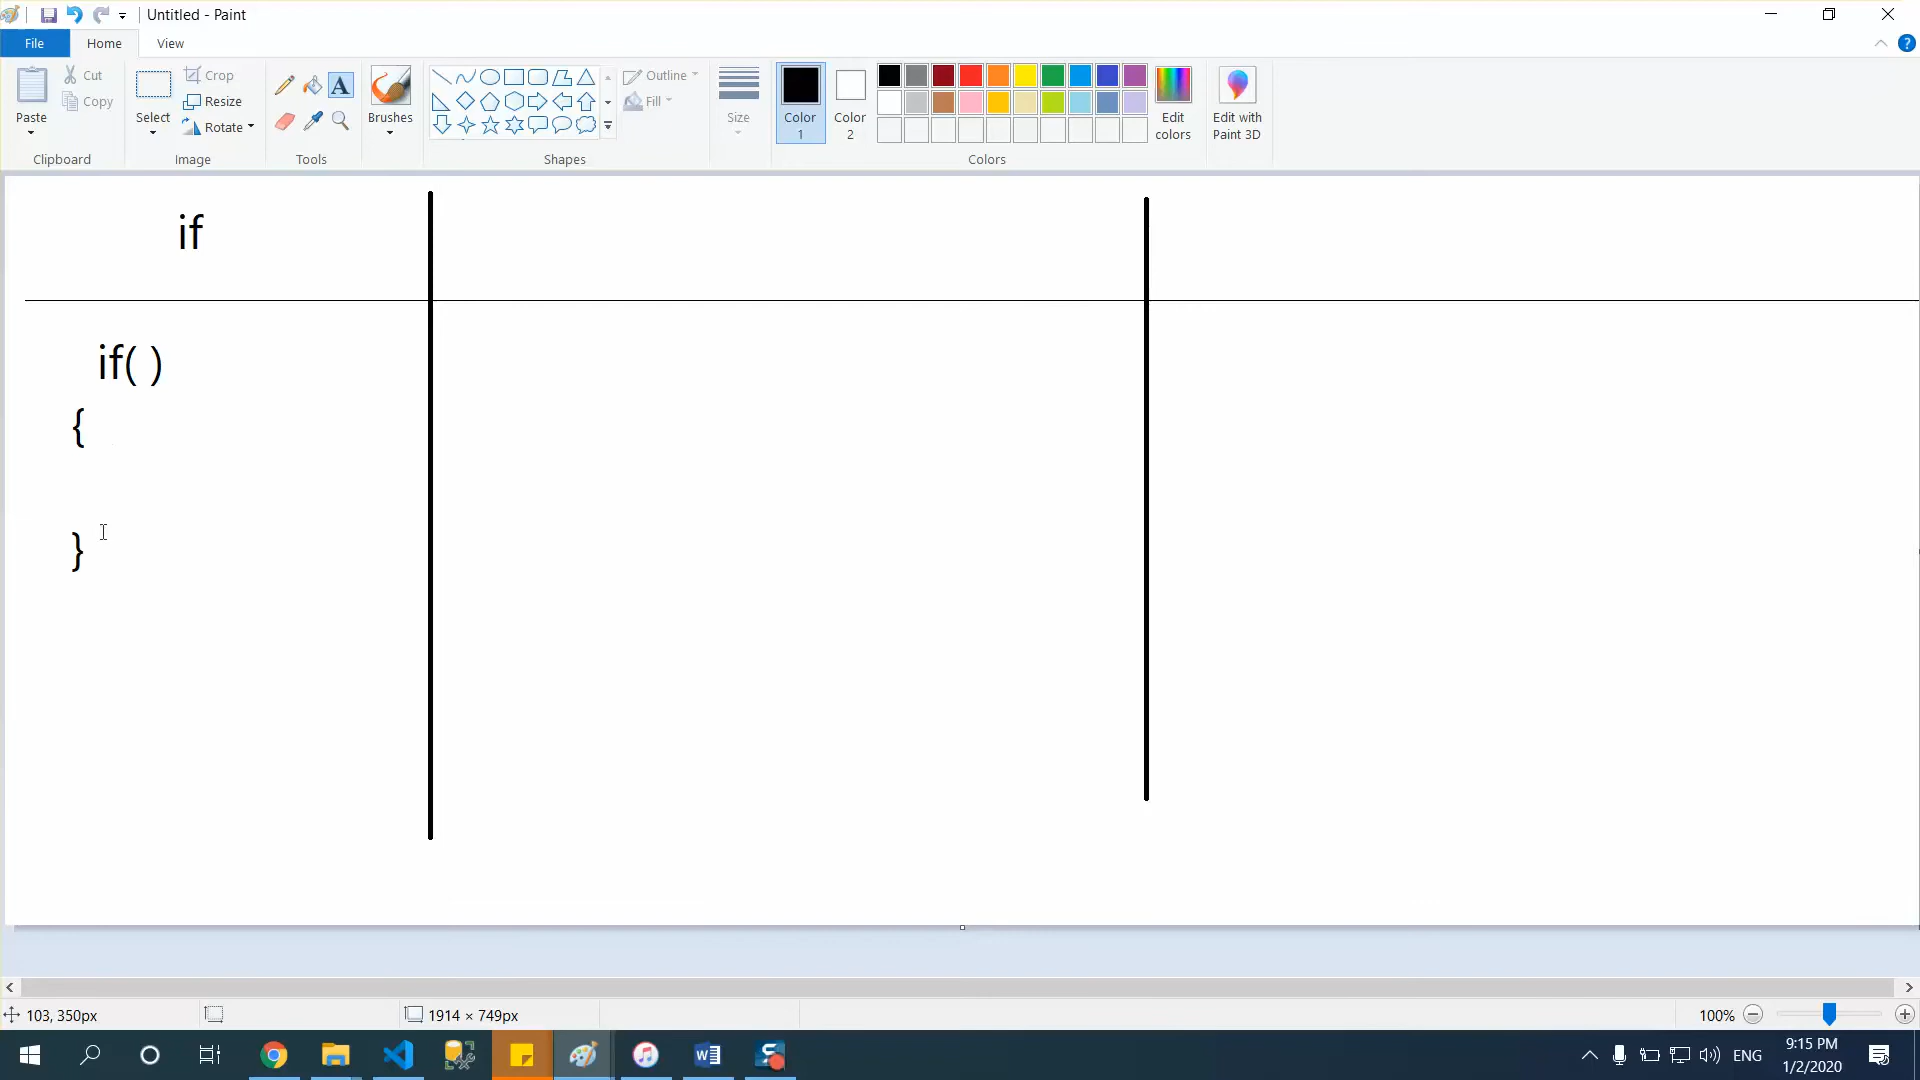 Untitled - Paint
File
Home
View
Paste
Cut
Copy
Clipboard
Select
Crop
Resize
Rotate
Image
A
Tools
Brushes
Outline
Fill
Shapes
Size
Color
1
Color
2
Edit
colors
Colors
Edit with
Paint 3D
?
if
if( )
{
}
103, 350px
1914 × 749px
100%
ENG
9:15 PM
1/2/2020